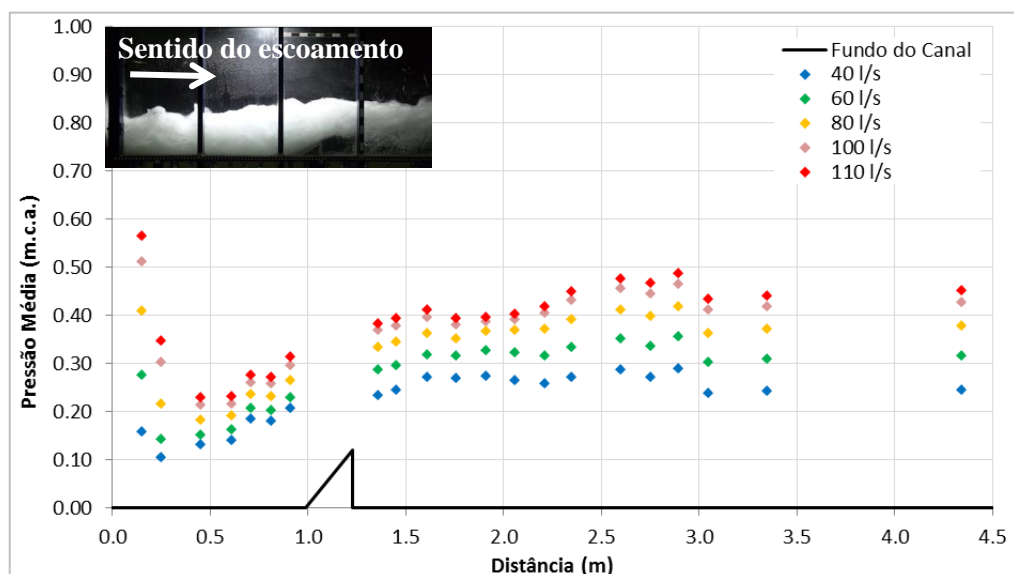 Sentido do escoamento
Fundo do Canal
40 l/s
60 l/s
80 l/s
100 l/s
110 l/s
Pressão Média (m.c.a.)
1.00
0.90
0.80
0.70
0.60
0.50
0.40
0.30
0.20
0.10
0.00
0.0 0.5 1.0 1.5 2.0 2.5 3.0 3.5 4.0 4.5
Distância (m)